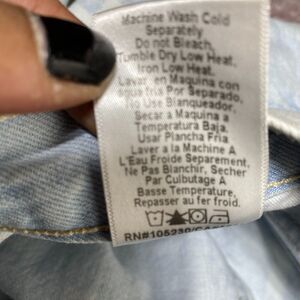 Machine Wash Cold
Separately
Do not Bleach,
Tumble Dry Low Heat,
Iron Low Heat.
Lavar en Maquina con
agua fria Por Separado,
No Use Blanqueador,
Secar a Maquina a
Temperatura Baja,
Usar Plancha Fria.
Laver a la Machine A
L'Eau Froide Separement,
Ne Pas Blanchir, Secher
Par Culbutage A
Basse Temperature,
Repasser au fer froid.